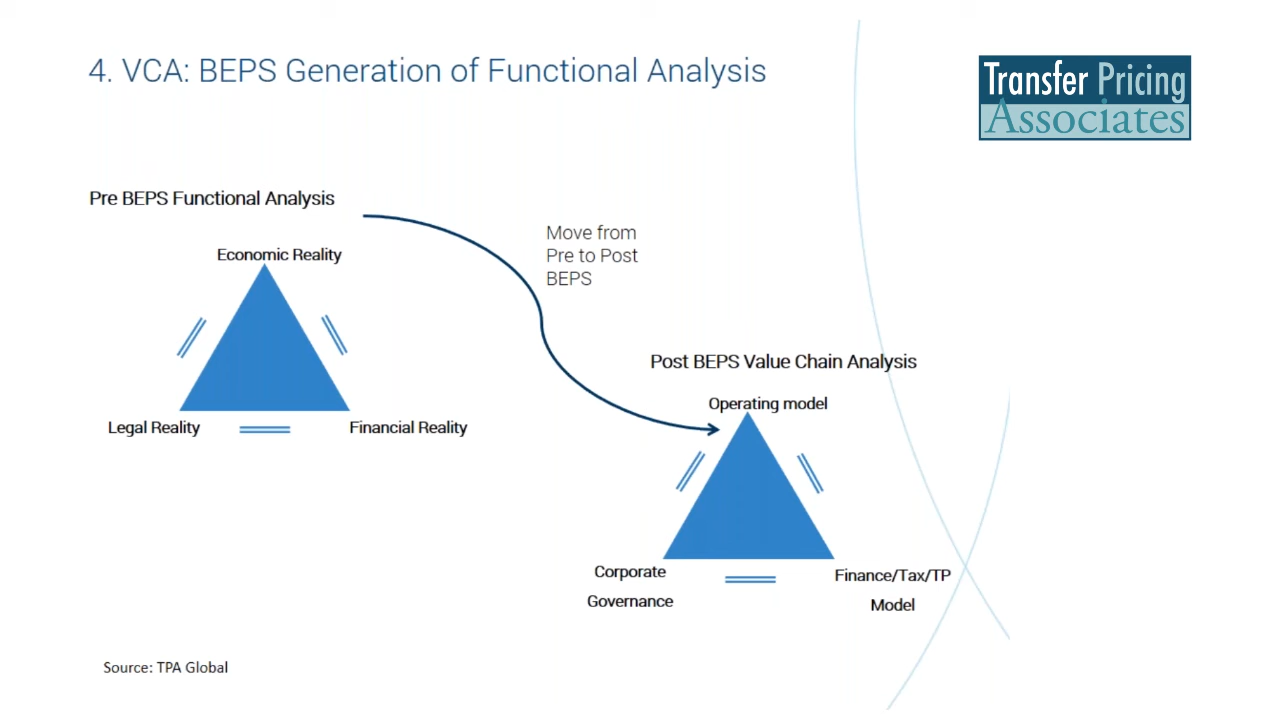 4. VCA: BEPS Generation of Functional Analysis
Transfer Pricing
Associates
Pre BEPS Functional Analysis
Economic Reality
Legal Reality
Financial Reality
Move from
Pre to Post
BEPS
Post BEPS Value Chain Analysis
Operating model
Corporate
Governance
Finance/Tax/TP
Model
Source: TPA Global